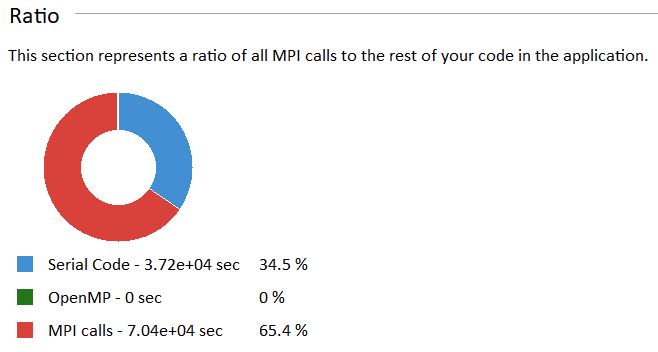 Ratio
This section represents a ratio of all MPI calls to the rest of your code in the application.
Serial Code - 3.72e+04 sec 34.5 %
OpenMP - 0 sec 0 %
MPI calls - 7.04e+04 sec 65.4 %